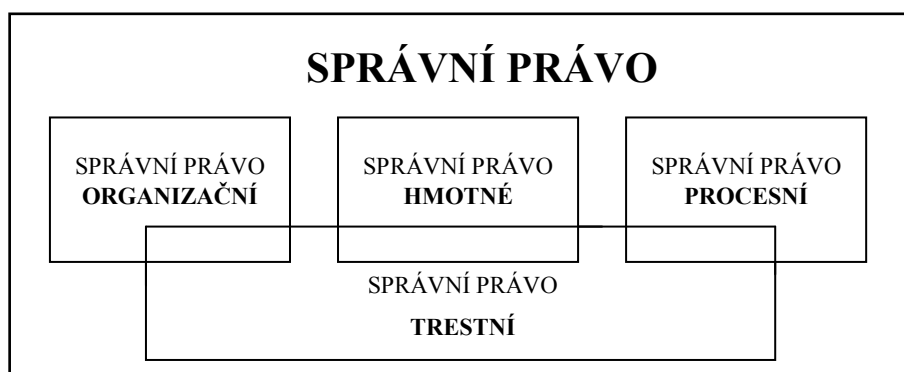 SPRÁVNÍ PRÁVO
SPRÁVNÍ PRÁVO
ORGANIZAČNÍ
SPRÁVNÍ PRÁVO
HMOTNÉ
SPRÁVNÍ PRÁVO
PROCESNÍ
SPRÁVNÍ PRÁVO
TRESTNÍ